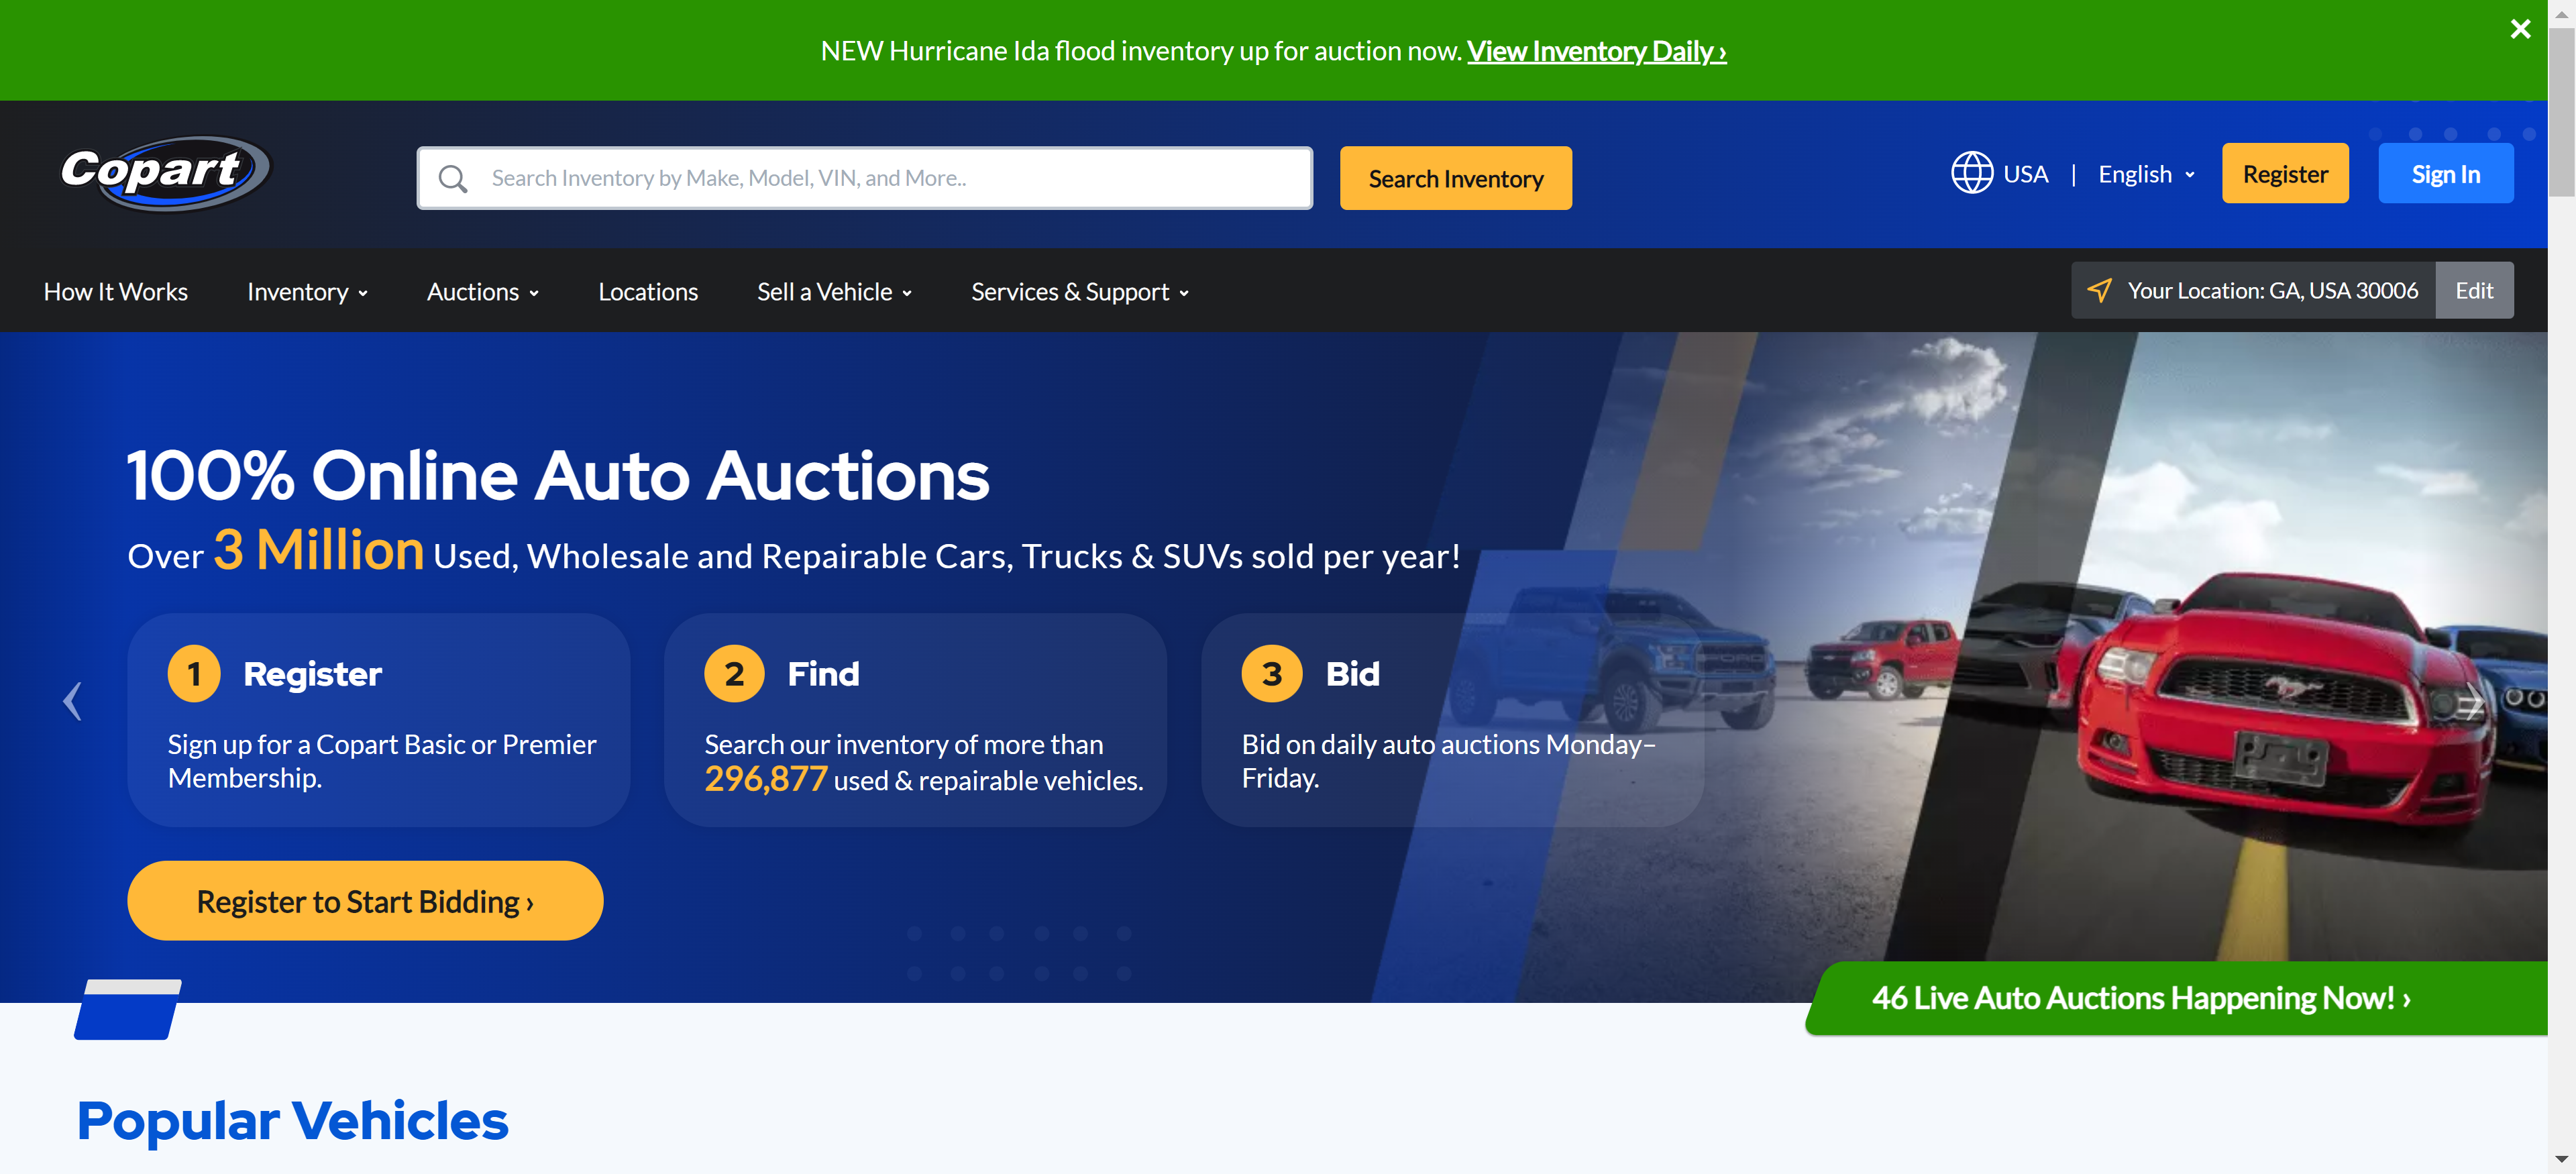 NEW Hurricane Ida flood inventory up for auction now. View Inventory Daily ›
Copart
Search Inventory by Make, Model, VIN, and More..
Search Inventory
USA | English
Register
Sign In
How It Works
Inventory
Auctions
Locations
Sell a Vehicle
Services & Support
Your Location: GA, USA 30006
Edit
100% Online Auto Auctions
Over 3 Million Used, Wholesale and Repairable Cars, Trucks & SUVs sold per year!
1 Register
Sign up for a Copart Basic or Premier
Membership.
2 Find
Search our inventory of more than
296,877 used & repairable vehicles.
3 Bid
Bid on daily auto auctions Monday–
Friday.
Register to Start Bidding ›
46 Live Auto Auctions Happening Now! ›
Popular Vehicles